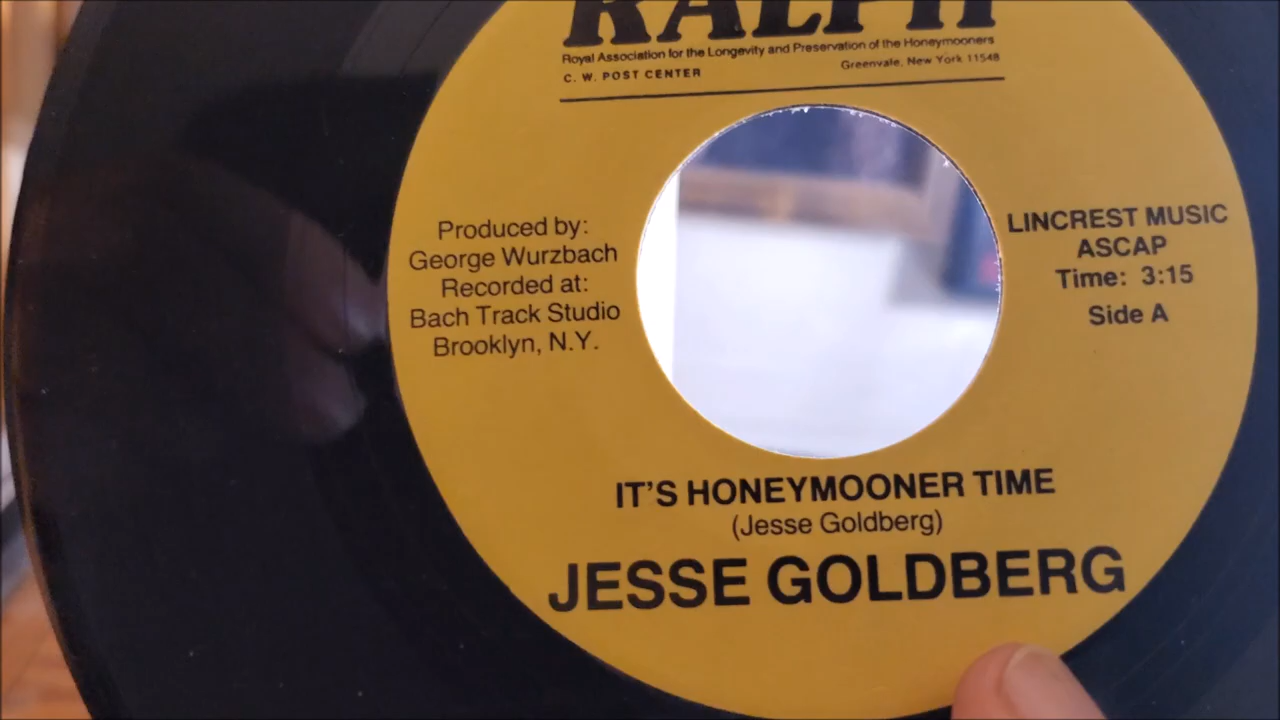 RALPH
Royal Association for the Longevity and Preservation of the Honeymooners
C. W. POST CENTER
Greenvale, New York 11548
Produced by:
George Wurzbach
Recorded at:
Bach Track Studio
Brooklyn, N.Y.
LINCREST MUSIC
ASCAP
Time: 3:15
Side A
IT'S HONEYMOONER TIME
(Jesse Goldberg)
JESSE GOLDBERG